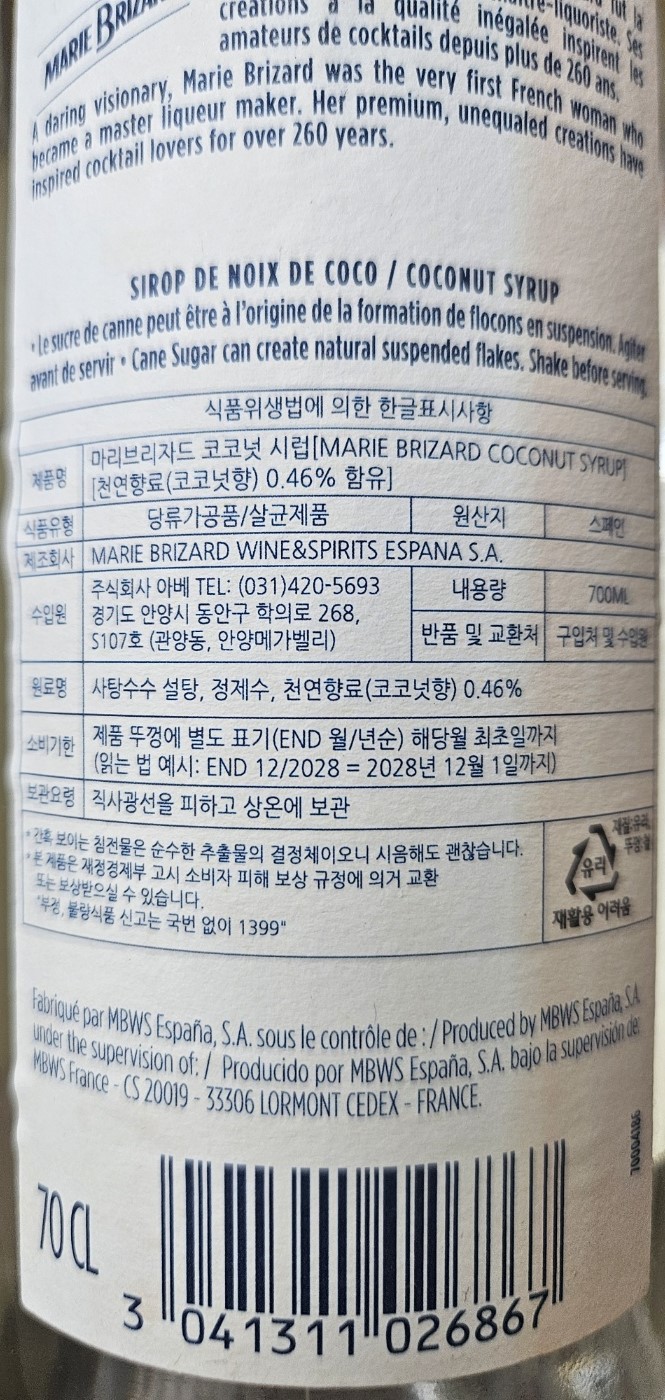 MARIE BRIZARD
créations à la qualité inégalée inspirent les
amateurs de cocktails depuis plus de 260 ans.
A daring visionary, Marie Brizard was the very first French woman who
became a master liqueur maker. Her premium, unequaled creations have
inspired cocktail lovers for over 260 years.
SIROP DE NOIX DE COCO / COCONUT SYRUP
• Le sucre de canne peut être à l'origine de la formation de flocons en suspension. Agiter
avant de servir • Cane Sugar can create natural suspended flakes. Shake before serving.
식품위생법에 의한 한글표시사항
제품명 마리브리자드 코코넛 시럽[MARIE BRIZARD COCONUT SYRUP]
[천연향료(코코넛향) 0.46% 함유]
식품유형 당류가공품/살균제품 원산지 스페인
제조회사 MARIE BRIZARD WINE&SPIRITS ESPANA S.A.
수입원 주식회사 아베 TEL: (031)420-5693
경기도 안양시 동안구 학의로 268,
S107호 (관양동, 안양메가밸리)
내용량 700ML
반품 및 교환처 구입처 및 수입원
원료명 사탕수수 설탕, 정제수, 천연향료(코코넛향) 0.46%
소비기한 제품 뚜껑에 별도 표기(END 월/년순) 해당월 최초일까지
(읽는 법 예시: END 12/2028 = 2028년 12월 1일까지)
보관요령 직사광선을 피하고 상온에 보관
* 간혹 보이는 침전물은 순수한 추출물의 결정체이오니 시음해도 괜찮습니다.
* 본 제품은 재정경제부 고시 소비자 피해 보상 규정에 의거 교환
또는 보상받으실 수 있습니다.
"부정, 불량식품 신고는 국번 없이 1399"
재질:유리,
뚜껑:철
유리
재활용 어려움
Fabriqué par MBWS España, S.A. sous le contrôle de : / Produced by MBWS España, S.A.
under the supervision of: / Producido por MBWS España, S.A. bajo la supervisión de:
MBWS France - CS 20019 - 33306 LORMONT CEDEX - FRANCE.
70004186
70 CL
3 041311 026867